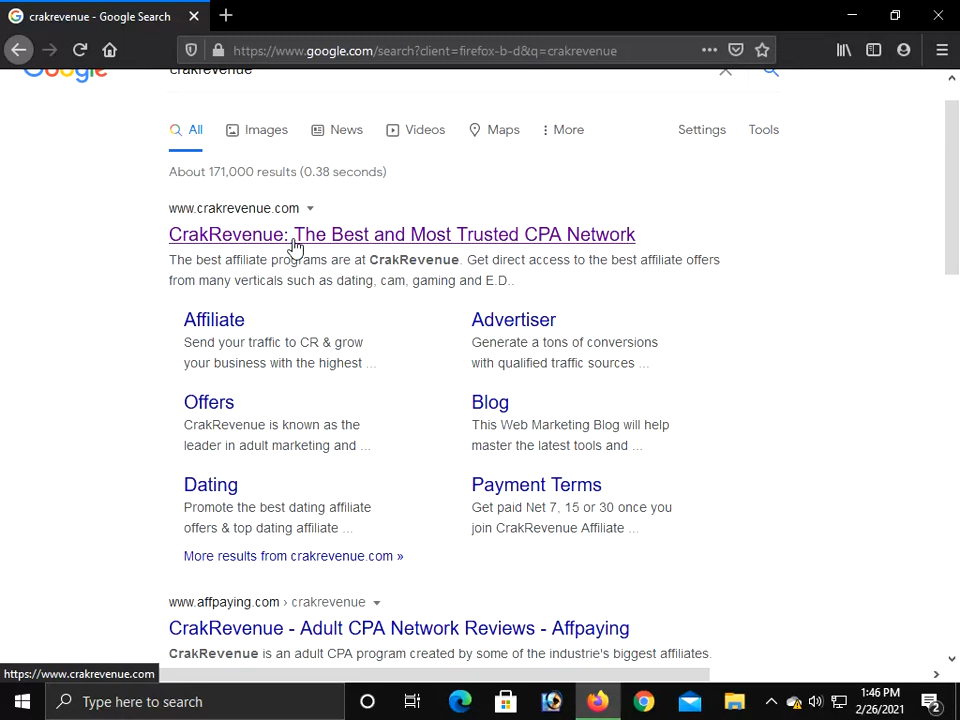 crakrevenue - Google Search
https://www.google.com/search?client=firefox-b-d&q=crakrevenue
Google
crakrevenue
All Images News Videos Maps More Settings Tools
About 171,000 results (0.38 seconds)
www.crakrevenue.com
CrakRevenue: The Best and Most Trusted CPA Network
The best affiliate programs are at CrakRevenue. Get direct access to the best affiliate offers
from many verticals such as dating, cam, gaming and E.D..
Affiliate
Send your traffic to CR & grow
your business with the highest ...
Advertiser
Generate a tons of conversions
with qualified traffic sources ...
Offers
CrakRevenue is known as the
leader in adult marketing and ...
Blog
This Web Marketing Blog will help
master the latest tools and ...
Dating
Promote the best dating affiliate
offers & top dating affiliate ...
Payment Terms
Get paid Net 7, 15 or 30 once you
join CrakRevenue Affiliate ...
More results from crakrevenue.com »
www.affpaying.com › crakrevenue
CrakRevenue - Adult CPA Network Reviews - Affpaying
CrakRevenue is an adult CPA program created by some of the industrie's biggest affiliates.
https://www.crakrevenue.com
Type here to search
1:46 PM
2/26/2021
2